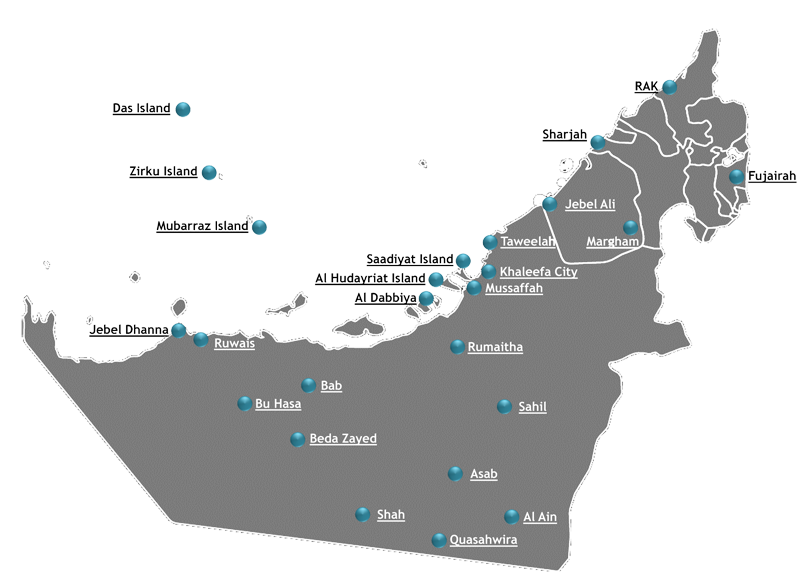 RAK
Das Island
Sharjah
Zirku Island
Fujairah
Jebel Ali
Mubarraz Island
Taweelah
Margham
Saadiyat Island
Khaleefa City
Al Hudayriat Island
Mussaffah
Al Dabbiya
Jebel Dhanna
Ruwais
Rumaitha
Bab
Bu Hasa
Sahil
Beda Zayed
Asab
Shah
Al Ain
Quasahwira